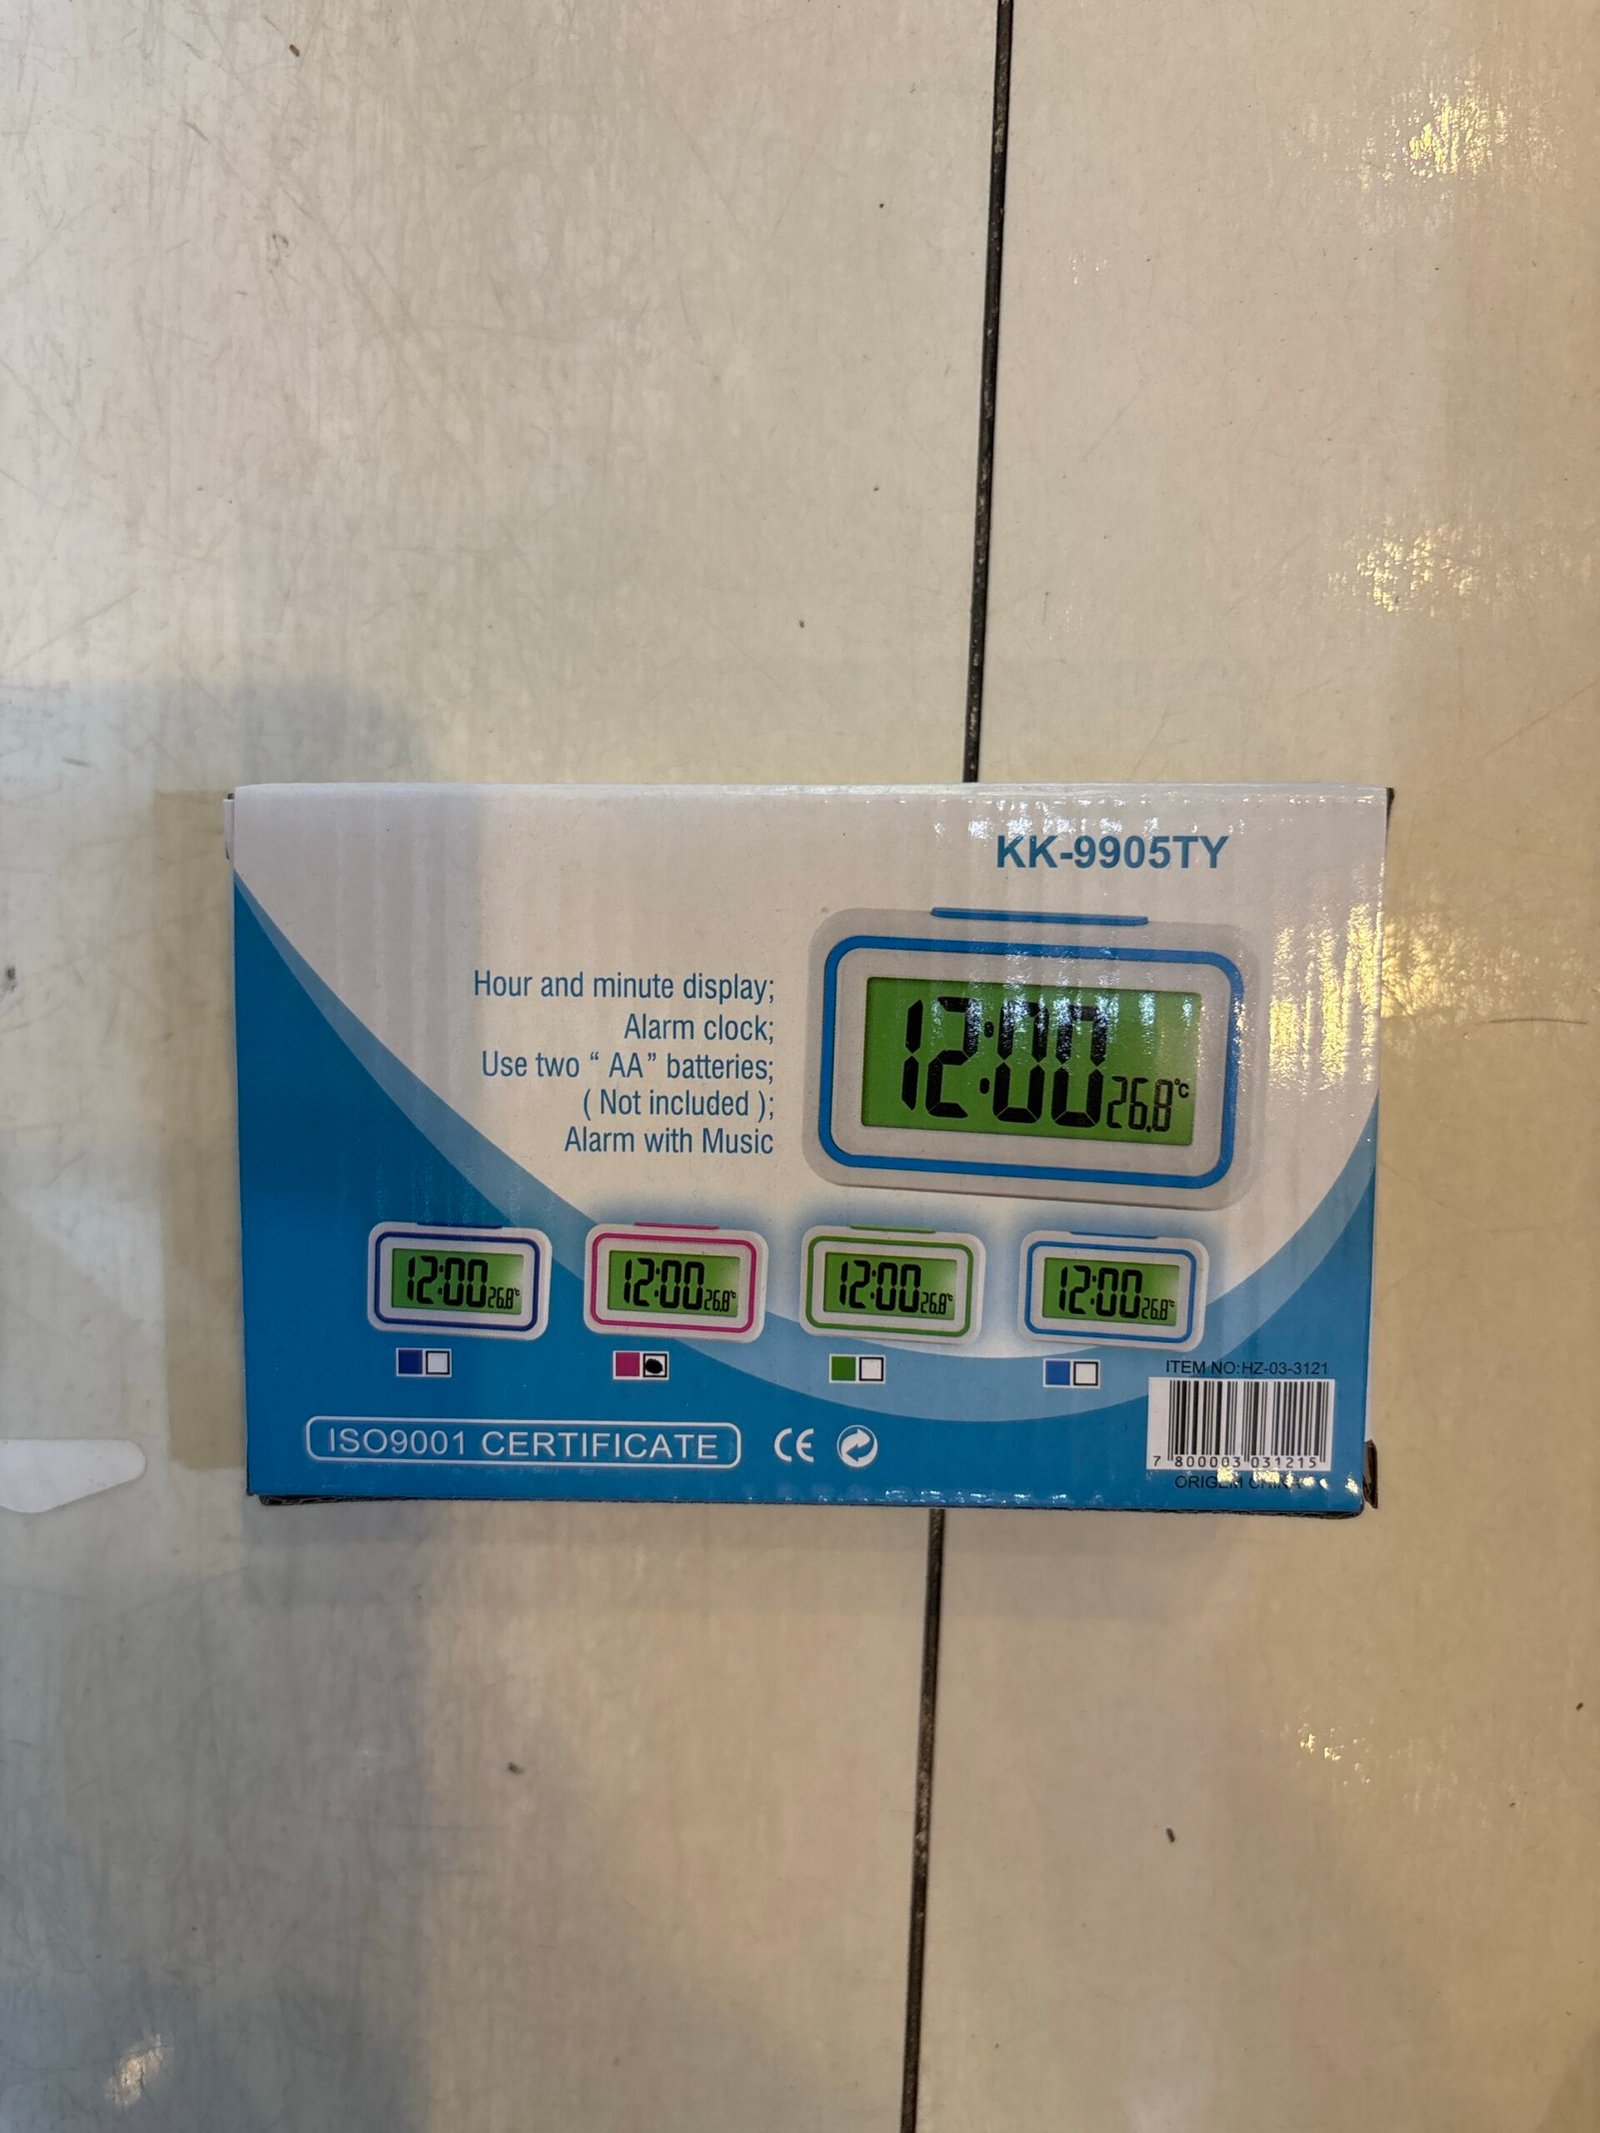 KK-9905TY
Hour and minute display;
Alarm clock;
Use two “ AA” batteries;
( Not included );
Alarm with Music
12:00 26.8°C
12:00 26.8°C
12:00 26.8°C
12:00 26.8°C
12:00 26.8°C
ITEM NO:HZ-03-3121
ISO9001 CERTIFICATE
CE
7 800003 031215
ORIGEM CHINA